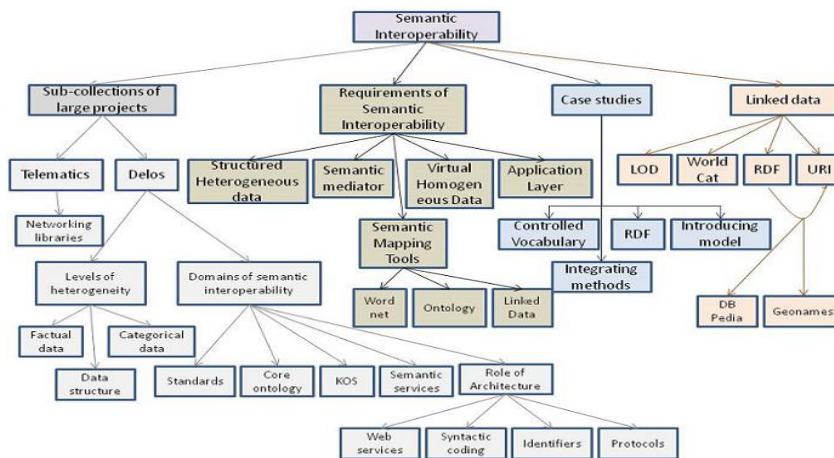 Semantic
Interoperability
Sub-collections of
large projects
Requirements of
Semantic
Interoperability
Case studies
Linked data
Telematics
Delos
Structured
Heterogeneous
data
Semantic
mediator
Virtual
Homogen
eous Data
Application
Layer
LOD
World
Cat
RDF
URI
Networking
libraries
Semantic
Mapping
Tools
Controlled
Vocabulary
RDF
Introducing
model
Levels of
heterogeneity
Domains of semantic
interoperability
Integrating
methods
Word
net
Ontology
Linked
Data
DB
Pedia
Geonames
Factual
data
Categorical
data
Data
structure
Standards
Core
ontology
KOS
Semantic
services
Role of
Architecture
Web
services
Syntactic
coding
Identifiers
Protocols